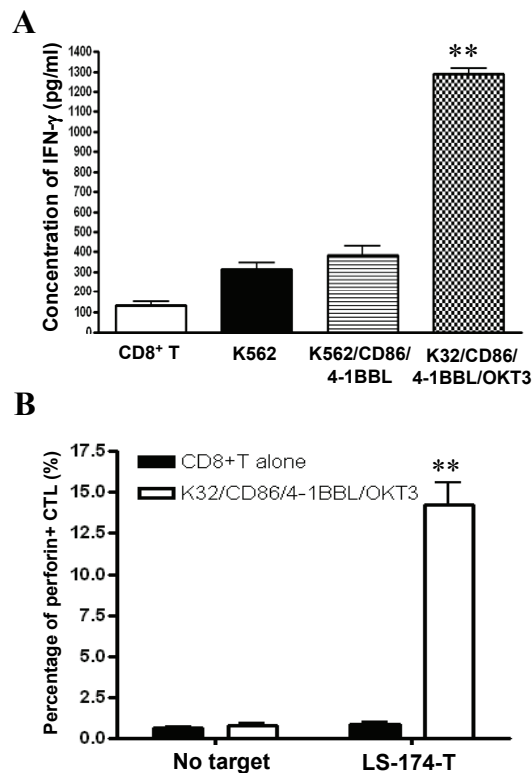 A
Concentration of IFN-γ (pg/ml)
1400
1300
1200
1100
1000
900
800
700
600
500
400
300
200
100
0
**
CD8⁺ T
K562
K562/CD86/
4-1BBL
K32/CD86/
4-1BBL/OKT3
B
Percentage of perforin+ CTL (%)
17.5
15.0
12.5
10.0
7.5
5.0
2.5
0.0
CD8+T alone
K32/CD86/4-1BBL/OKT3
**
No target
LS-174-T